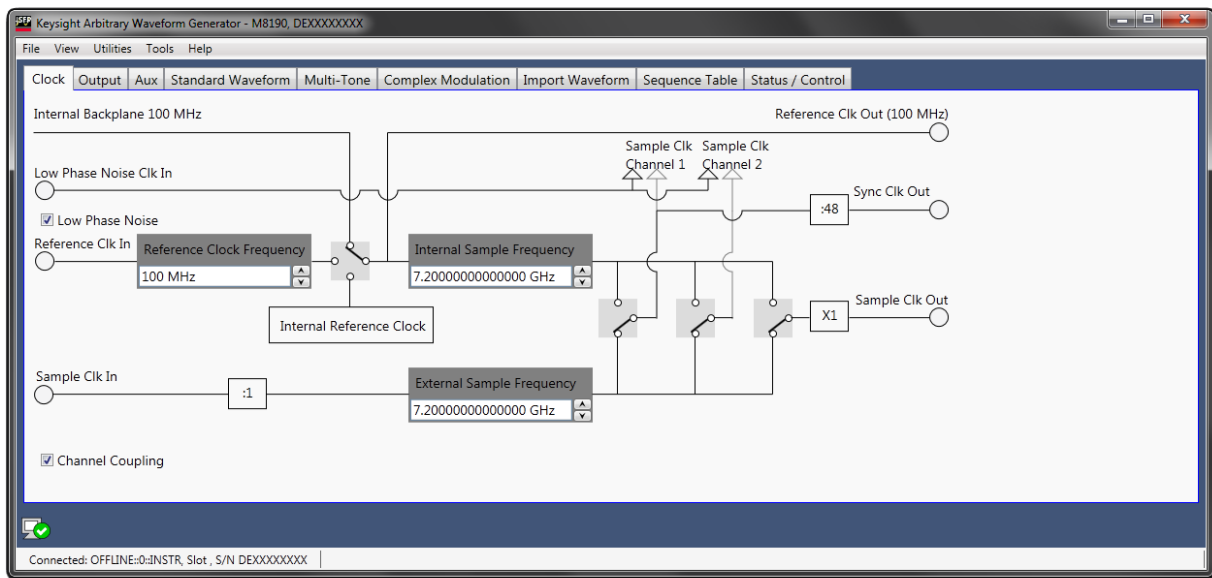 Keysight Arbitrary Waveform Generator - M8190, DEXXXXXXXX
File View Utilities Tools Help
Clock Output Aux Standard Waveform Multi-Tone Complex Modulation Import Waveform Sequence Table Status / Control
Internal Backplane 100 MHz
Reference Clk Out (100 MHz)
Sample Clk Channel 1
Sample Clk Channel 2
Low Phase Noise Clk In
Sync Clk Out
:48
Low Phase Noise
Reference Clk In
Reference Clock Frequency
100 MHz
Internal Sample Frequency
7.20000000000000 GHz
Sample Clk Out
X1
Internal Reference Clock
Sample Clk In
:1
External Sample Frequency
7.20000000000000 GHz
Channel Coupling
Connected: OFFLINE::0::INSTR, Slot , S/N DEXXXXXXXX